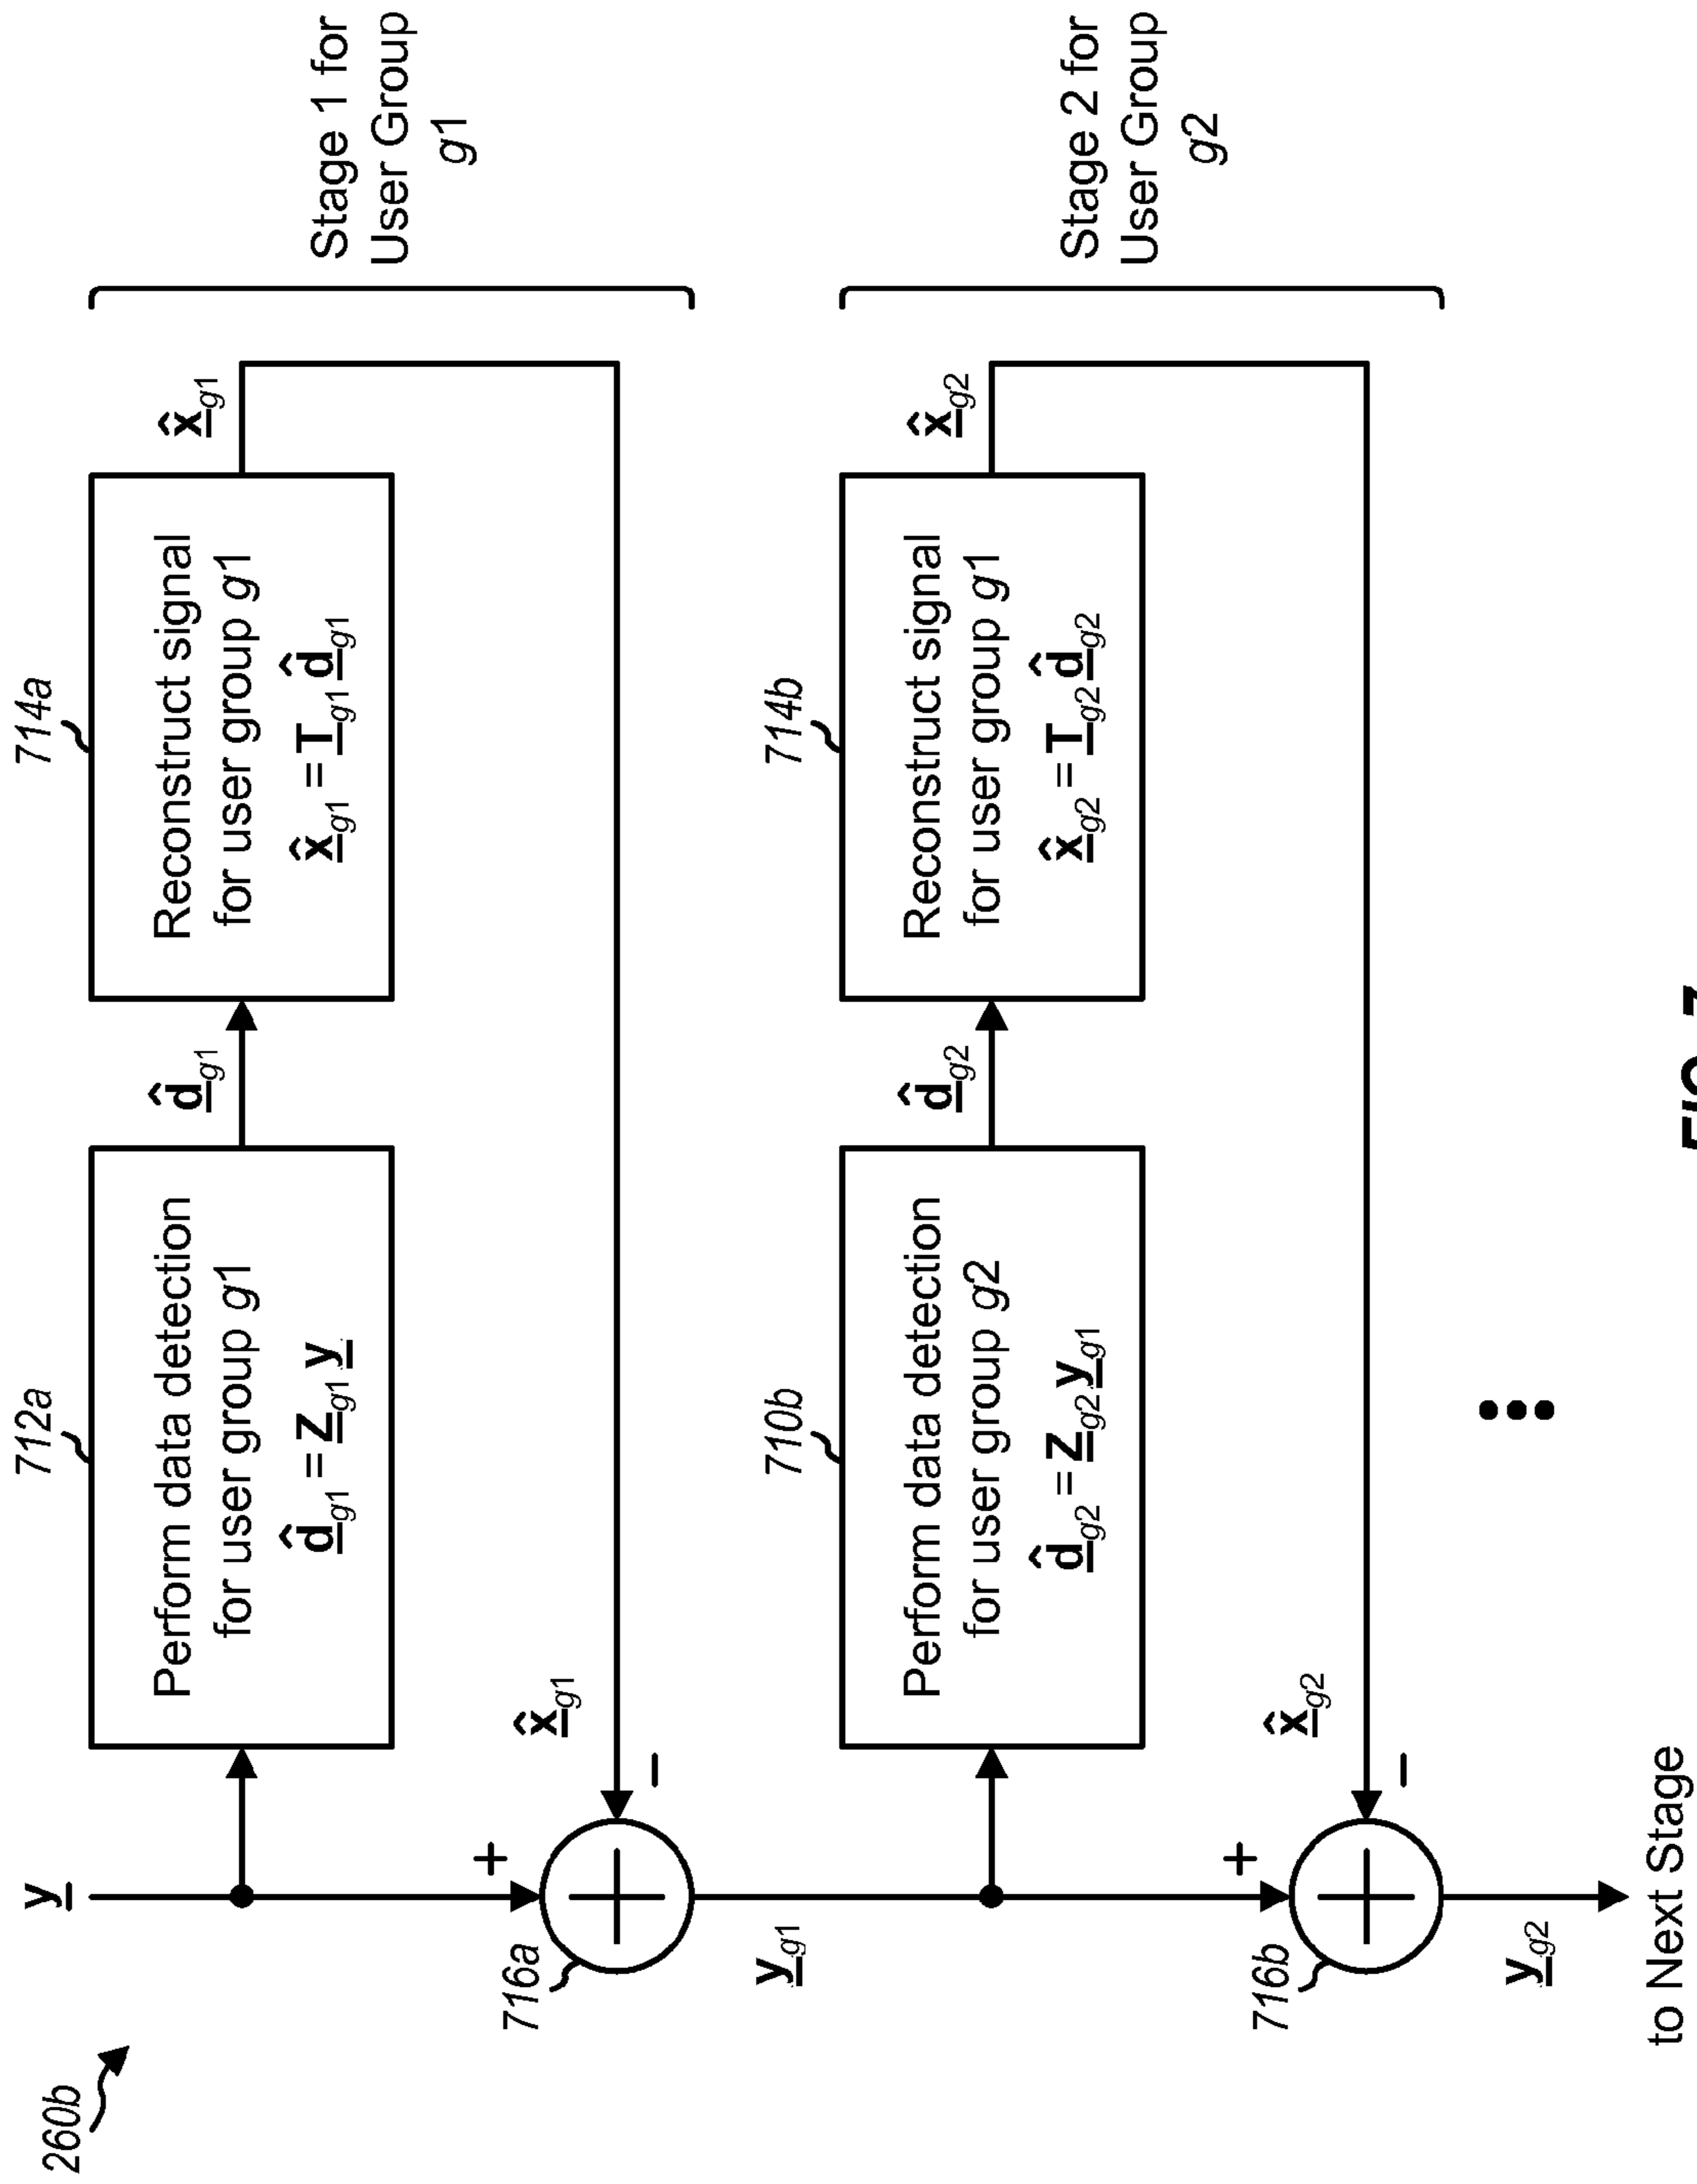 260b
y
712a
Perform data detection
for user group g1
d̂g1 = Zg1 y
d̂g1
714a
Reconstruct signal
for user group g1
x̂g1 = Tg1 d̂g1
x̂g1
Stage 1 for
User Group
g1
716a
+
x̂g1
−
yg1
710b
Perform data detection
for user group g2
d̂g2 = Zg2 yg1
d̂g2
714b
Reconstruct signal
for user group g1
x̂g2 = Tg2 d̂g2
x̂g2
Stage 2 for
User Group
g2
716b
+
x̂g2
−
yg2
to Next Stage